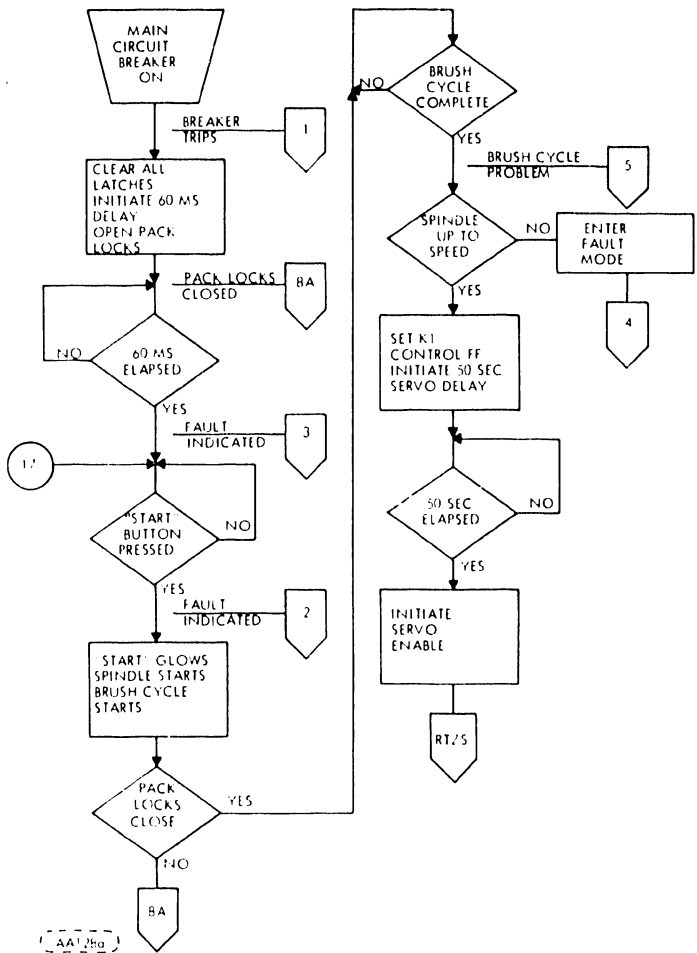 MAIN
CIRCUIT
BREAKER
ON
BREAKER
TRIPS
1
CLEAR ALL
LATCHES
INITIATE 60 MS
DELAY
OPEN PACK
LOCKS
PACK LOCKS
CLOSED
8A
60 MS
ELAPSED
NO
YES
FAULT
INDICATED
3
17
"START"
BUTTON
PRESSED
NO
YES
FAULT
INDICATED
2
"START" GLOWS
SPINDLE STARTS
BRUSH CYCLE
STARTS
PACK
LOCKS
CLOSE
YES
NO
8A
AA128a
BRUSH
CYCLE
COMPLETE
NO
YES
BRUSH CYCLE
PROBLEM
5
SPINDLE
UP TO
SPEED
NO
ENTER
FAULT
MODE
4
YES
SET K1
CONTROL FF
INITIATE 50 SEC
SERVO DELAY
50 SEC
ELAPSED
NO
YES
INITIATE
SERVO
ENABLE
RTZS